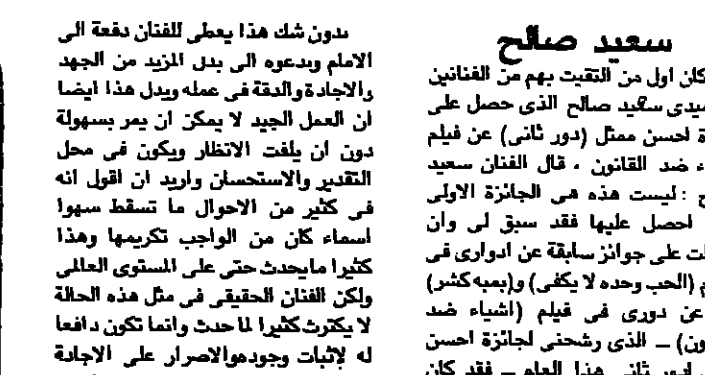 سعيد صالح
كان اول من التقيت بهم من الفنانين
سعيد صالح الذى حصل على
احسن ممثل (دور ثانى) عن فيلم
ضد القانون ، قال الفنان سعيد
: ليست هذه هى الجائزة الاولى
احصل عليها فقد سبق لى وان
على جوائز سابقة عن ادوارى فى
(الحب وحده لا يكفى) و(بمبه كشر)
عن دورى فى فيلم (اشياء ضد
ـ الذى رشحنى لجائزة احسن
ثانى هذا العام ـ فقد كان
بدون شك هذا يعطى للفنان دفعة الى
الامام ويدعوه الى بذل المزيد من الجهد
والاجادة والدقة فى عمله ويدل هذا ايضا
ان العمل الجيد لا يمكن ان يمر بسهولة
دون ان يلفت الانظار ويكون فى محل
التقدير والاستحسان واريد ان اقول انه
فى كثير من الاحوال ما تسقط سهوا
اسماء كان من الواجب تكريمها وهذا
كثيرا مايحدث حتى على المستوى العالمى
ولكن الفنان الحقيقى فى مثل هذه الحالة
لا يكترث كثيرا لما حدث وانما تكون دافعا
له لإثبات وجوده والاصرار على الاجادة